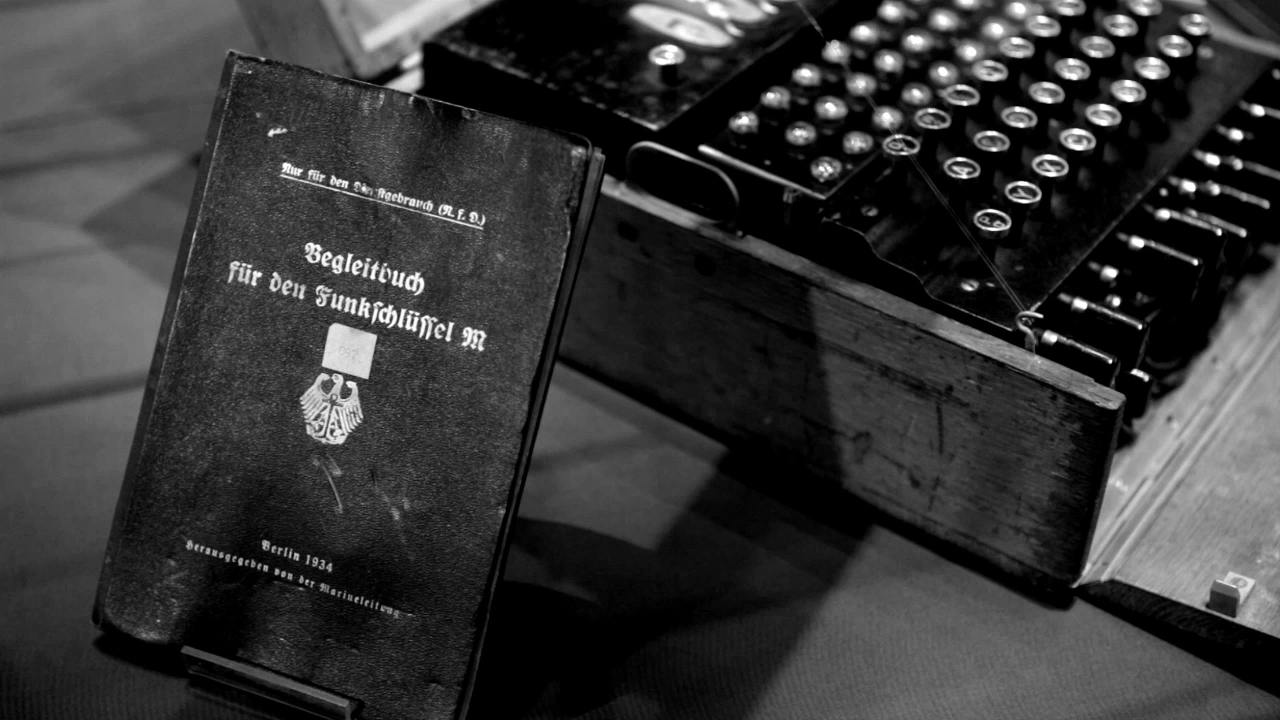 Nur für den Dienstgebrauch (N. f. D.)
Begleitbuch
für den Funkschlüssel M
Berlin 1934
Herausgegeben von der Marineleitung